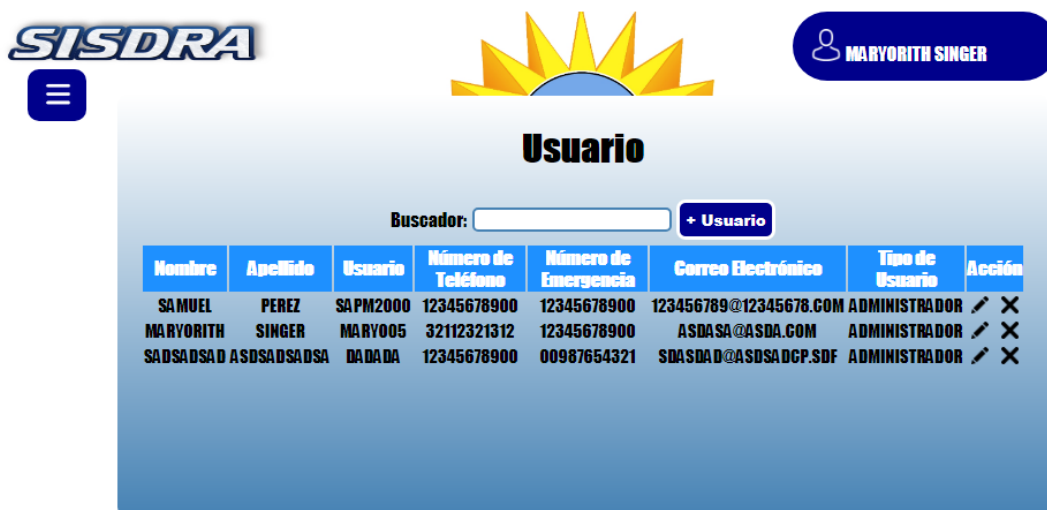 SISDRA
MARYORITH SINGER
Usuario
Buscador: + Usuario
Nombre Apellido Usuario Número de Teléfono Número de Emergencia Correo Electrónico Tipo de Usuario Acción
SAMUEL PEREZ SAPM2000 12345678900 12345678900 123456789@12345678.COM ADMINISTRADOR
MARYORITH SINGER MARY005 32112321312 12345678900 ASDASA@ASDA.COM ADMINISTRADOR
SADSADSAD ASDSADSADSA DADADA 12345678900 00987654321 SDASDAD@ASDSADCP.SDF ADMINISTRADOR